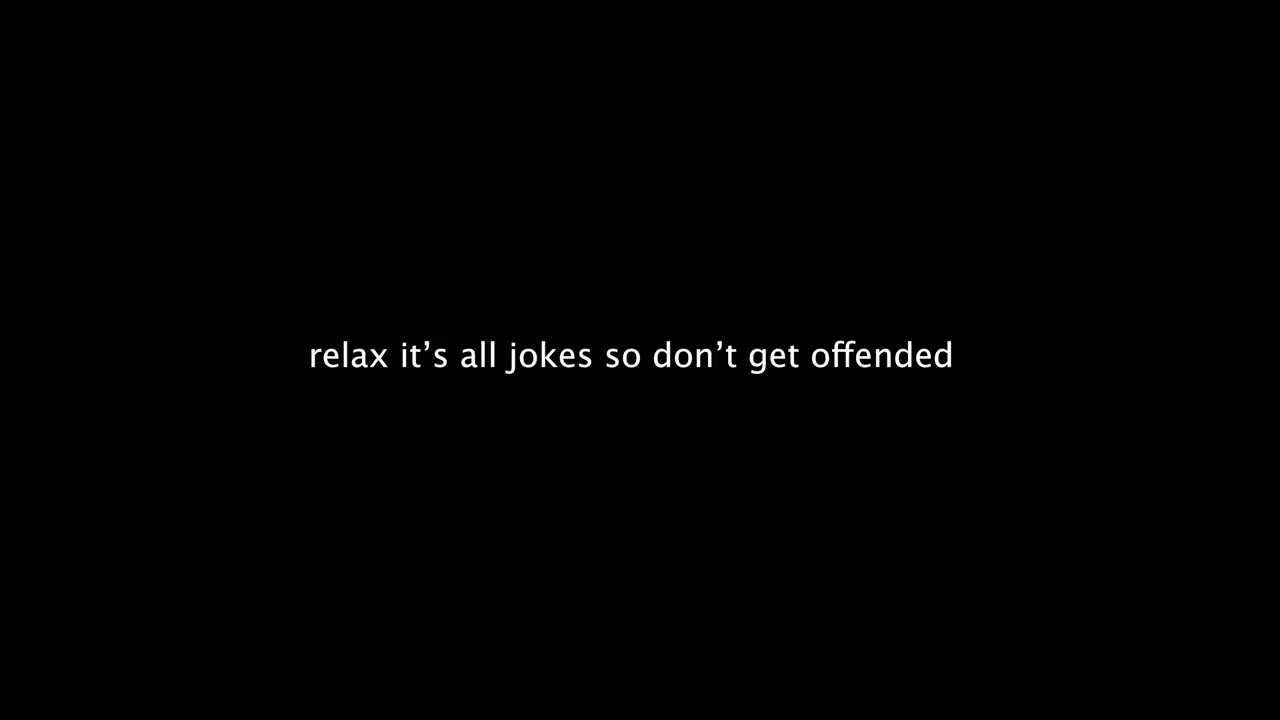 relax it’s all jokes so don’t get offended